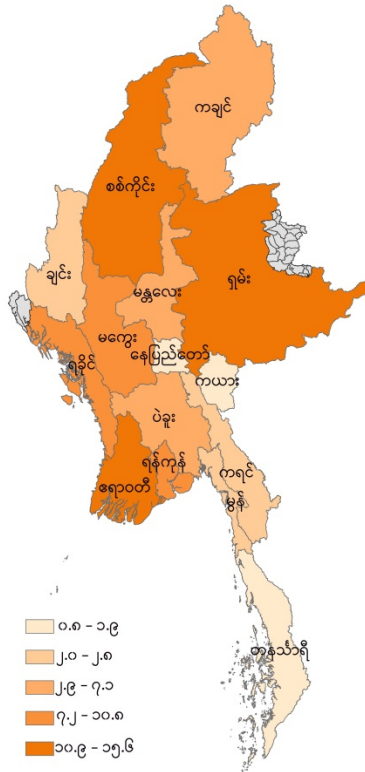 ကချင်
စစ်ကိုင်း
ချင်း
ရှမ်း
မန္တလေး
မကွေး
နေပြည်တော်
ရခိုင်
ကယား
ပဲခူး
ရန်ကုန်
ကရင်
ဧရာဝတီ
မွန်
တနင်္သာရီ
၀.၈ - ၁.၉
၂.၀ - ၂.၈
၂.၉ - ၇.၁
၇.၂ - ၁၀.၈
၁၀.၉ - ၁၅.၆